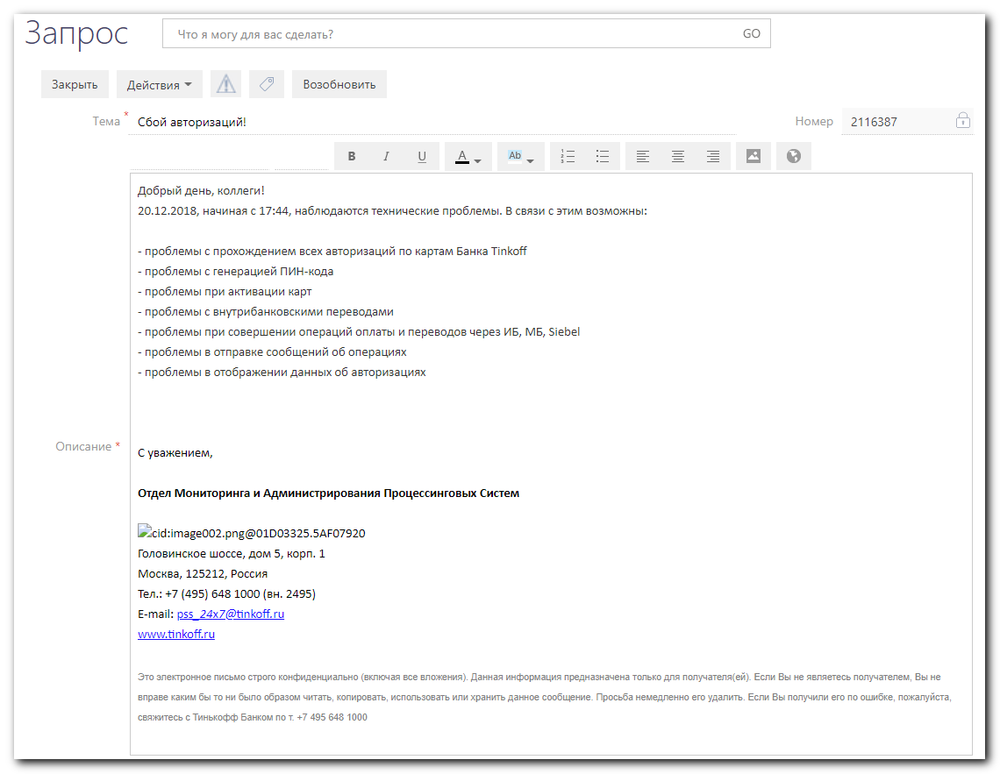 Запрос
Что я могу для вас сделать? GO
Закрыть Действия Возобновить
Тема * Сбой авторизаций! Номер 2116387
B I U A Ab
Добрый день, коллеги!
20.12.2018, начиная с 17:44, наблюдаются технические проблемы. В связи с этим возможны:
- проблемы с прохождением всех авторизаций по картам Банка Tinkoff
- проблемы с генерацией ПИН-кода
- проблемы при активации карт
- проблемы с внутрибанковскими переводами
- проблемы при совершении операций оплаты и переводов через ИБ, МБ, Siebel
- проблемы в отправке сообщений об операциях
- проблемы в отображении данных об авторизациях
Описание *
С уважением,
Отдел Мониторинга и Администрирования Процессинговых Систем
cid:image002.png@01D03325.5AF07920
Головинское шоссе, дом 5, корп. 1
Москва, 125212, Россия
Тел.: +7 (495) 648 1000 (вн. 2495)
E-mail: pss_24x7@tinkoff.ru
www.tinkoff.ru
Это электронное письмо строго конфиденциально (включая все вложения). Данная информация предназначена только для получателя(ей). Если Вы не являетесь получателем, Вы не
вправе каким бы то ни было образом читать, копировать, использовать или хранить данное сообщение. Просьба немедленно его удалить. Если Вы получили его по ошибке, пожалуйста,
свяжитесь с Тинькофф Банком по т. +7 495 648 1000